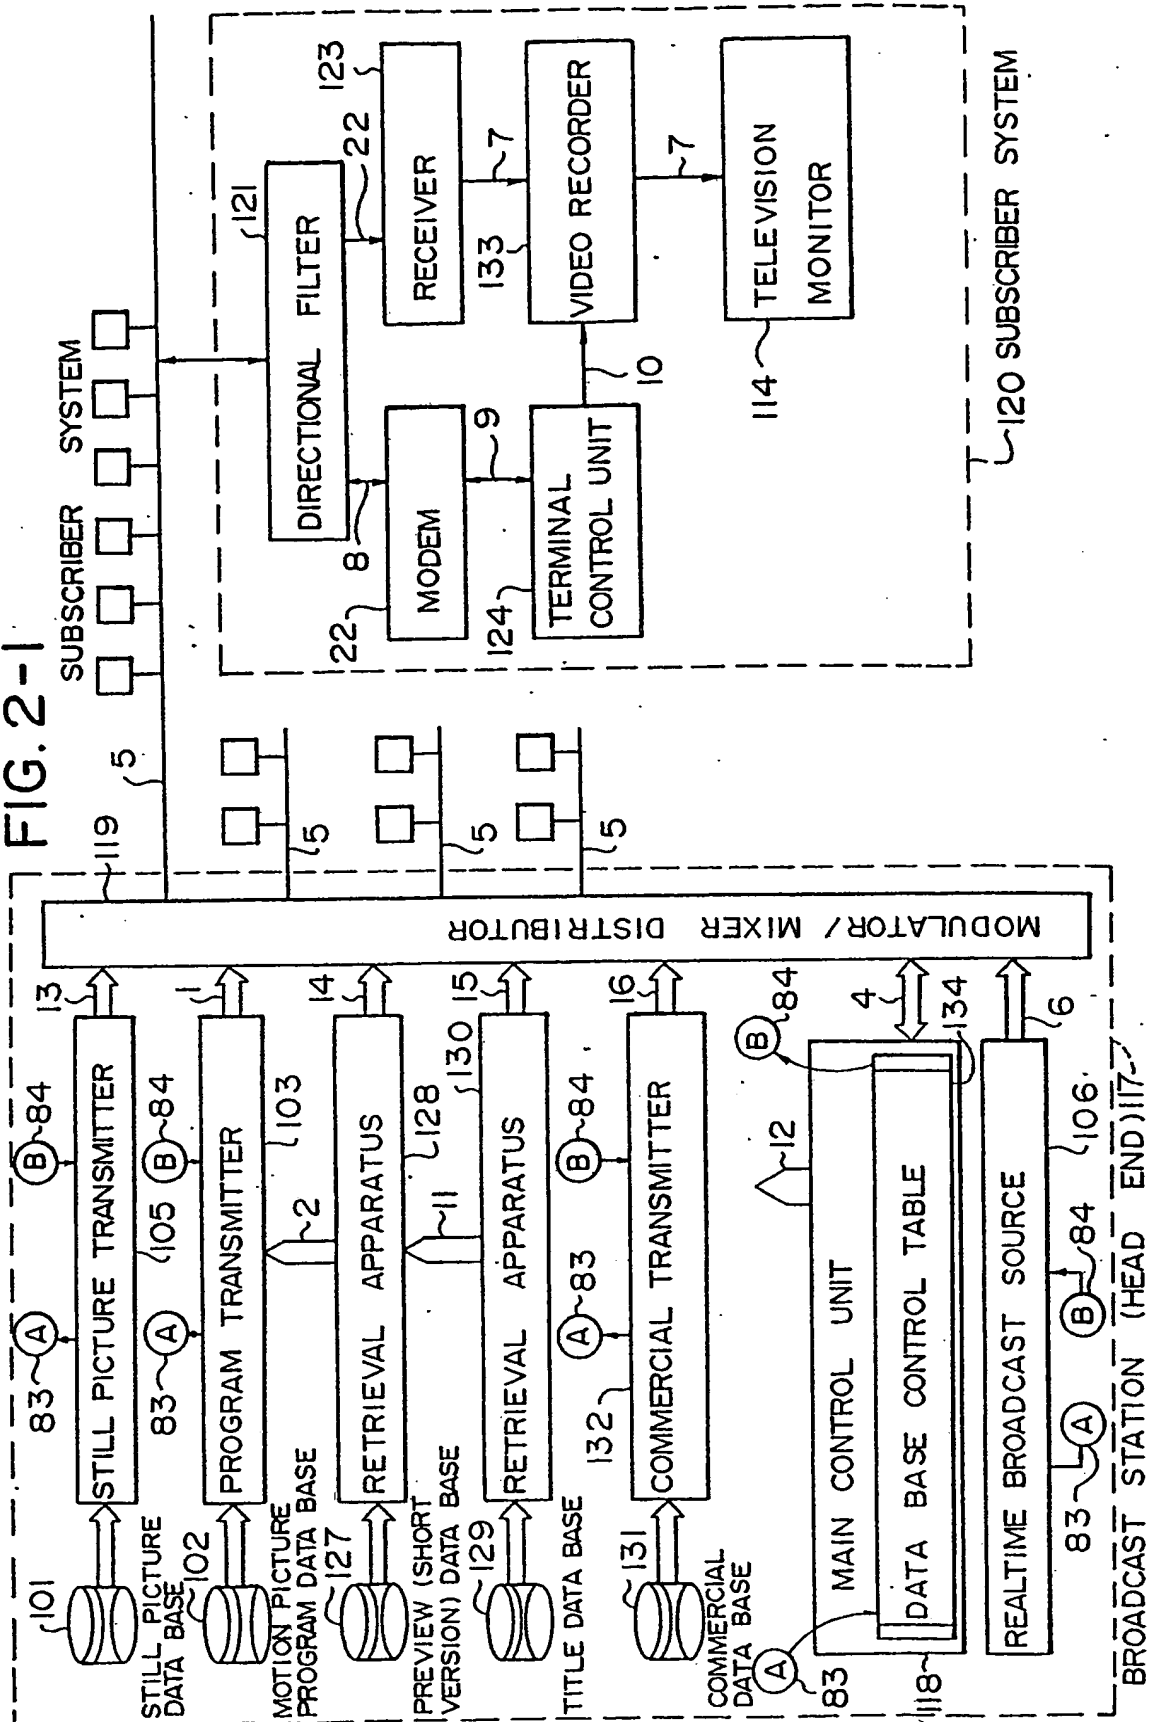 FIG. 2-1
101
STILL PICTURE
DATA BASE
83
A
B
84
STILL PICTURE TRANSMITTER
105
13
102
MOTION PICTURE
PROGRAM DATA BASE
83
A
B
84
PROGRAM TRANSMITTER
103
1
2
127
PREVIEW (SHORT
VERSION) DATA BASE
RETRIEVAL APPARATUS
128
14
11
129
TITLE DATA BASE
RETRIEVAL APPARATUS
130
15
131
COMMERCIAL
DATA BASE
132
A
83
B
84
COMMERCIAL TRANSMITTER
16
12
B
84
A
83
118
MAIN CONTROL UNIT
DATA BASE CONTROL TABLE
4
134
REALTIME BROADCAST SOURCE
106
6
83
A
B
84
BROADCAST STATION (HEAD END) 117
119
MODULATOR/MIXER DISTRIBUTOR
5
5
5
5
SUBSCRIBER SYSTEM
DIRECTIONAL FILTER
121
8
22
22
MODEM
RECEIVER
123
9
7
124
TERMINAL
CONTROL UNIT
10
133
VIDEO RECORDER
7
114
TELEVISION
MONITOR
120 SUBSCRIBER SYSTEM